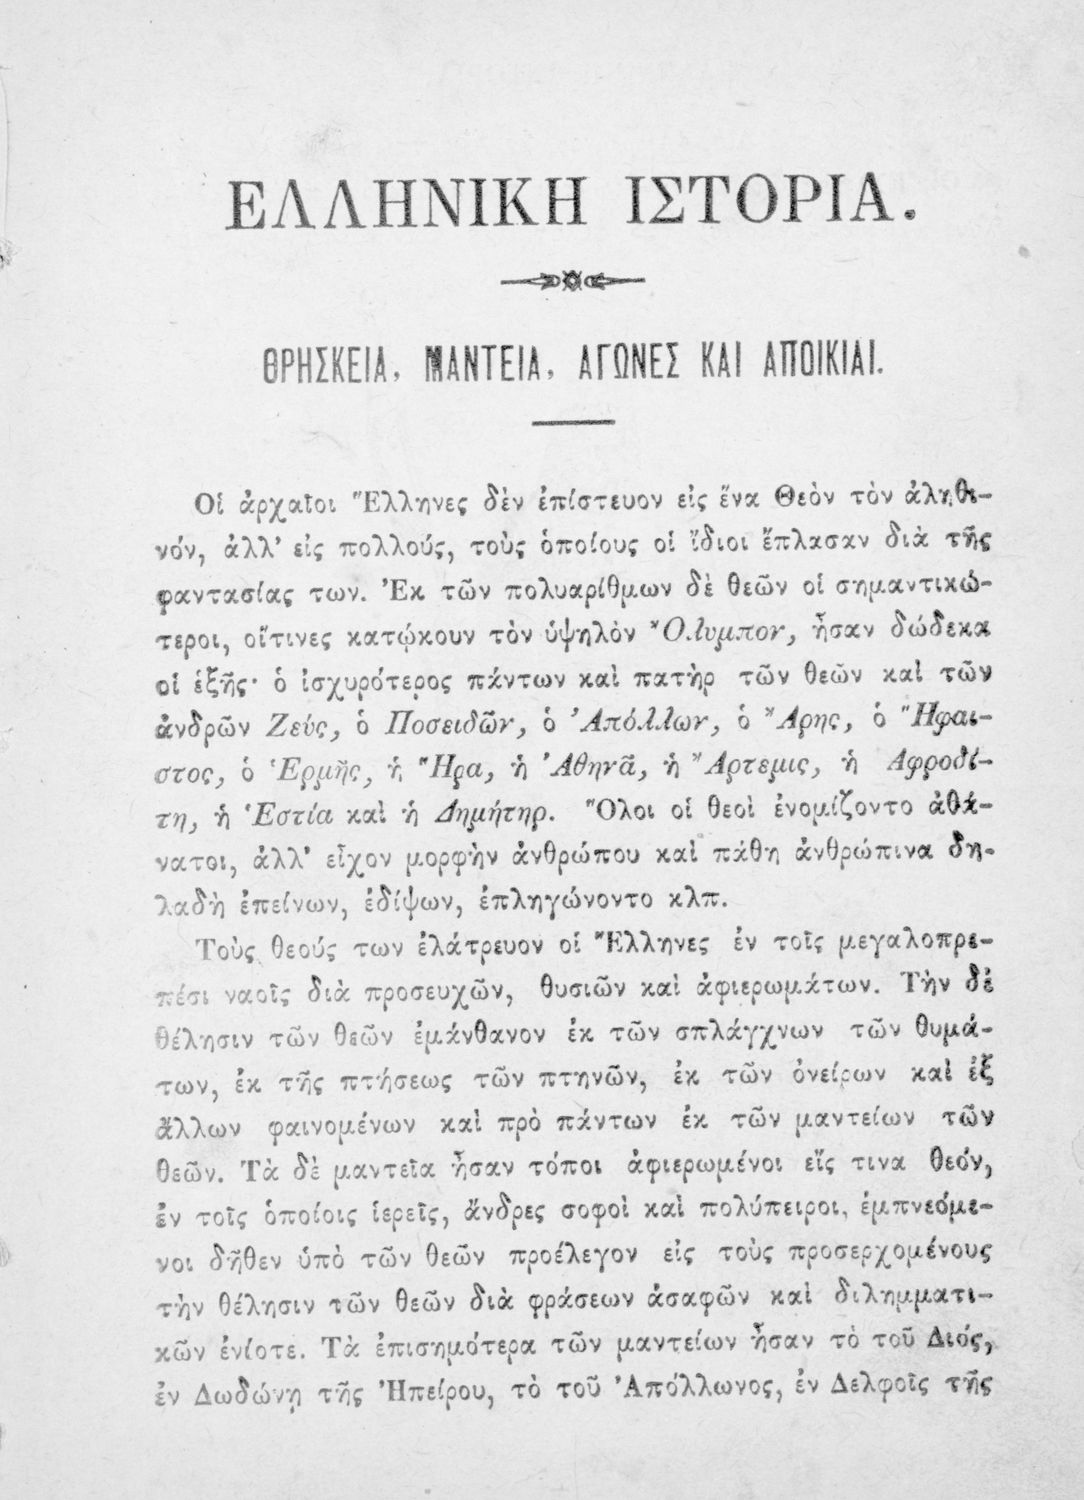 ΕΛΛΗΝΙΚΗ ΙΣΤΟΡΙΑ.
ΘΡΗΣΚΕΙΑ, ΜΑΝΤΕΙΑ, ΑΓΩΝΕΣ ΚΑΙ ΑΠΟΙΚΙΑΙ.
Οἱ ἀρχαῖοι Ἕλληνες δὲν ἐπίστευον εἰς ἕνα Θεὸν τὸν ἀληθι-
νόν, ἀλλ' εἰς πολλούς, τοὺς ὁποίους οἱ ἴδιοι ἔπλασαν διὰ τῆς
φαντασίας των. Ἐκ τῶν πολυαρίθμων δὲ θεῶν οἱ σημαντικώ-
τεροι, οἵτινες κατῴκουν τὸν ὑψηλὸν Ὄλυμπον, ἦσαν δώδεκα
οἱ ἑξῆς· ὁ ἰσχυρότερος πάντων καὶ πατὴρ τῶν θεῶν καὶ τῶν
ἀνδρῶν Ζεύς, ὁ Ποσειδῶν, ὁ Ἀπόλλων, ὁ Ἄρης, ὁ Ἥφαι-
στος, ὁ Ἑρμῆς, ἡ Ἥρα, ἡ Ἀθηνᾶ, ἡ Ἄρτεμις, ἡ Αφροδί-
τη, ἡ Ἑστία καὶ ἡ Δημήτηρ. Ὅλοι οἱ θεοὶ ἐνομίζοντο ἀθά-
νατοι, ἀλλ' εἶχον μορφὴν ἀνθρώπου καὶ πάθη ἀνθρώπινα δη-
λαδὴ ἐπείνων, ἐδίψων, ἐπληγώνοντο κλπ.
Τοὺς θεούς των ἐλάτρευον οἱ Ἕλληνες ἐν τοῖς μεγαλοπρε-
πέσι ναοῖς διὰ προσευχῶν, θυσιῶν καὶ ἀφιερωμάτων. Τὴν δὲ
θέλησιν τῶν θεῶν ἐμάνθανον ἐκ τῶν σπλάγχνων τῶν θυμά-
των, ἐκ τῆς πτήσεως τῶν πτηνῶν, ἐκ τῶν ὀνείρων καὶ ἐξ
ἄλλων φαινομένων καὶ πρὸ πάντων ἐκ τῶν μαντείων τῶν
θεῶν. Τὰ δὲ μαντεῖα ἦσαν τόποι ἀφιερωμένοι εἴς τινα θεόν,
ἐν τοῖς ὁποίοις ἱερεῖς, ἄνδρες σοφοὶ καὶ πολύπειροι, ἐμπνεόμε-
νοι δῆθεν ὑπὸ τῶν θεῶν προέλεγον εἰς τοὺς προσερχομένους
τὴν θέλησιν τῶν θεῶν διὰ φράσεων ἀσαφῶν καὶ διλημματι-
κῶν ἐνίοτε. Τὰ ἐπισημότερα τῶν μαντείων ἦσαν τὸ τοῦ Διός,
ἐν Δωδώνῃ τῆς Ἠπείρου, τὸ τοῦ Ἀπόλλωνος, ἐν Δελφοῖς τῆς